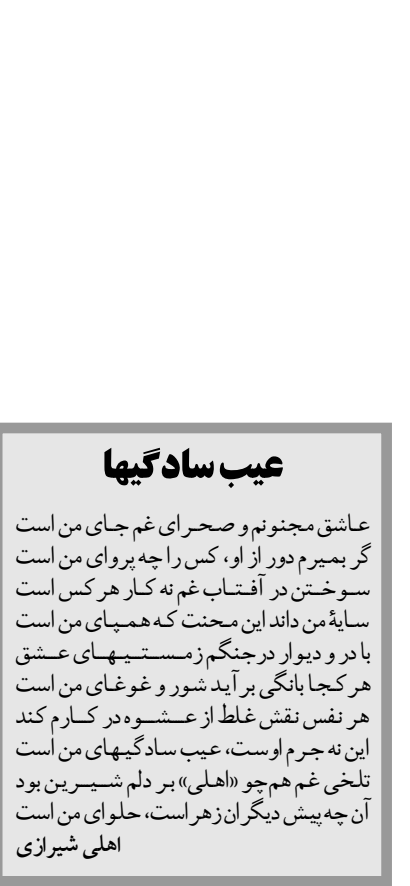 عیب سادگیها
عاشق مجنونم و صحرای غم جای من است
گر بمیرم دور از او، کس را چه پروای من است
سوختن در آفتاب غم نه کار هر کس است
سایهٔ من داند این محنت که همپای من است
با در و دیوار در جنگم ز مستیهای عشق
هر کجا بانگی بر آید شور و غوغای من است
هر نفس نقش غلط از عشوه در کارم کند
این نه جرم اوست، عیب سادگیهای من است
تلخی غم هم چو «اهلی» بر دلم شیرین بود
آن چه پیش دیگران زهر است، حلوای من است
اهلی شیرازی